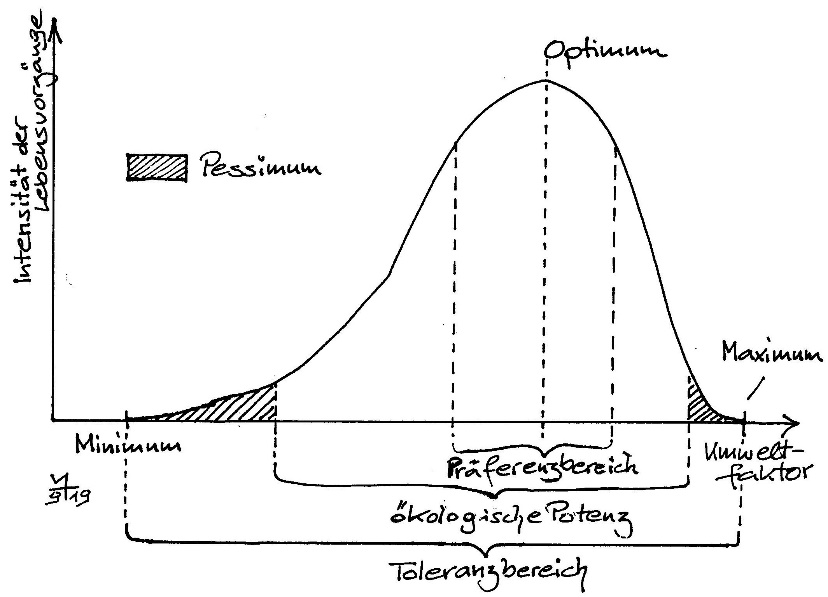 Intensität der
Lebensvorgänge
Optimum
Pessimum
Maximum
Minimum
Umwelt-
faktor
Präferenzbereich
ökologische Potenz
Toleranzbereich